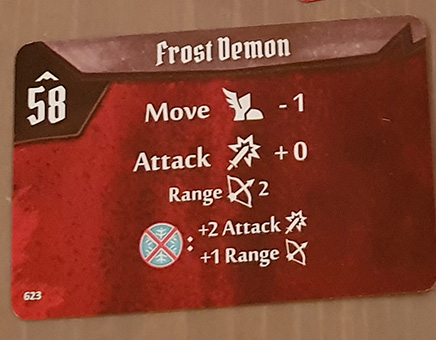 Frost Demon
58
Move - 1
Attack + 0
Range 2
: +2 Attack
+1 Range
623